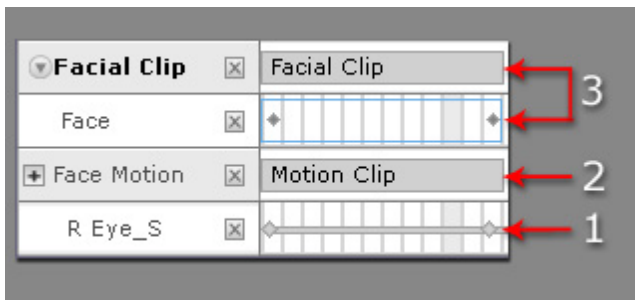 Facial Clip Facial Clip
3
Face
Face Motion Motion Clip 2
R Eye_S 1